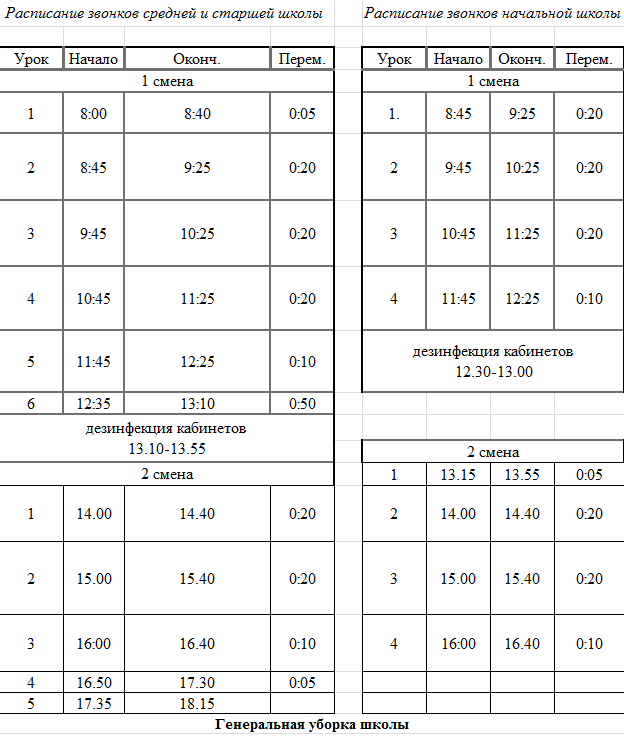 Расписание звонков средней и старшей школы
Урок Начало Оконч. Перем.
1 смена
1 8:00 8:40 0:05
2 8:45 9:25 0:20
3 9:45 10:25 0:20
4 10:45 11:25 0:20
5 11:45 12:25 0:10
6 12:35 13:10 0:50
дезинфекция кабинетов
13.10-13.55
2 смена
1 14.00 14.40 0:20
2 15.00 15.40 0:20
3 16:00 16.40 0:10
4 16.50 17.30 0:05
5 17.35 18.15
Расписание звонков начальной школы
Урок Начало Оконч. Перем.
1 смена
1. 8:45 9:25 0:20
2 9:45 10:25 0:20
3 10:45 11:25 0:20
4 11:45 12:25 0:10
дезинфекция кабинетов
12.30-13.00
2 смена
1 13.15 13.55 0:05
2 14.00 14.40 0:20
3 15.00 15.40 0:20
4 16:00 16.40 0:10
Генеральная уборка школы